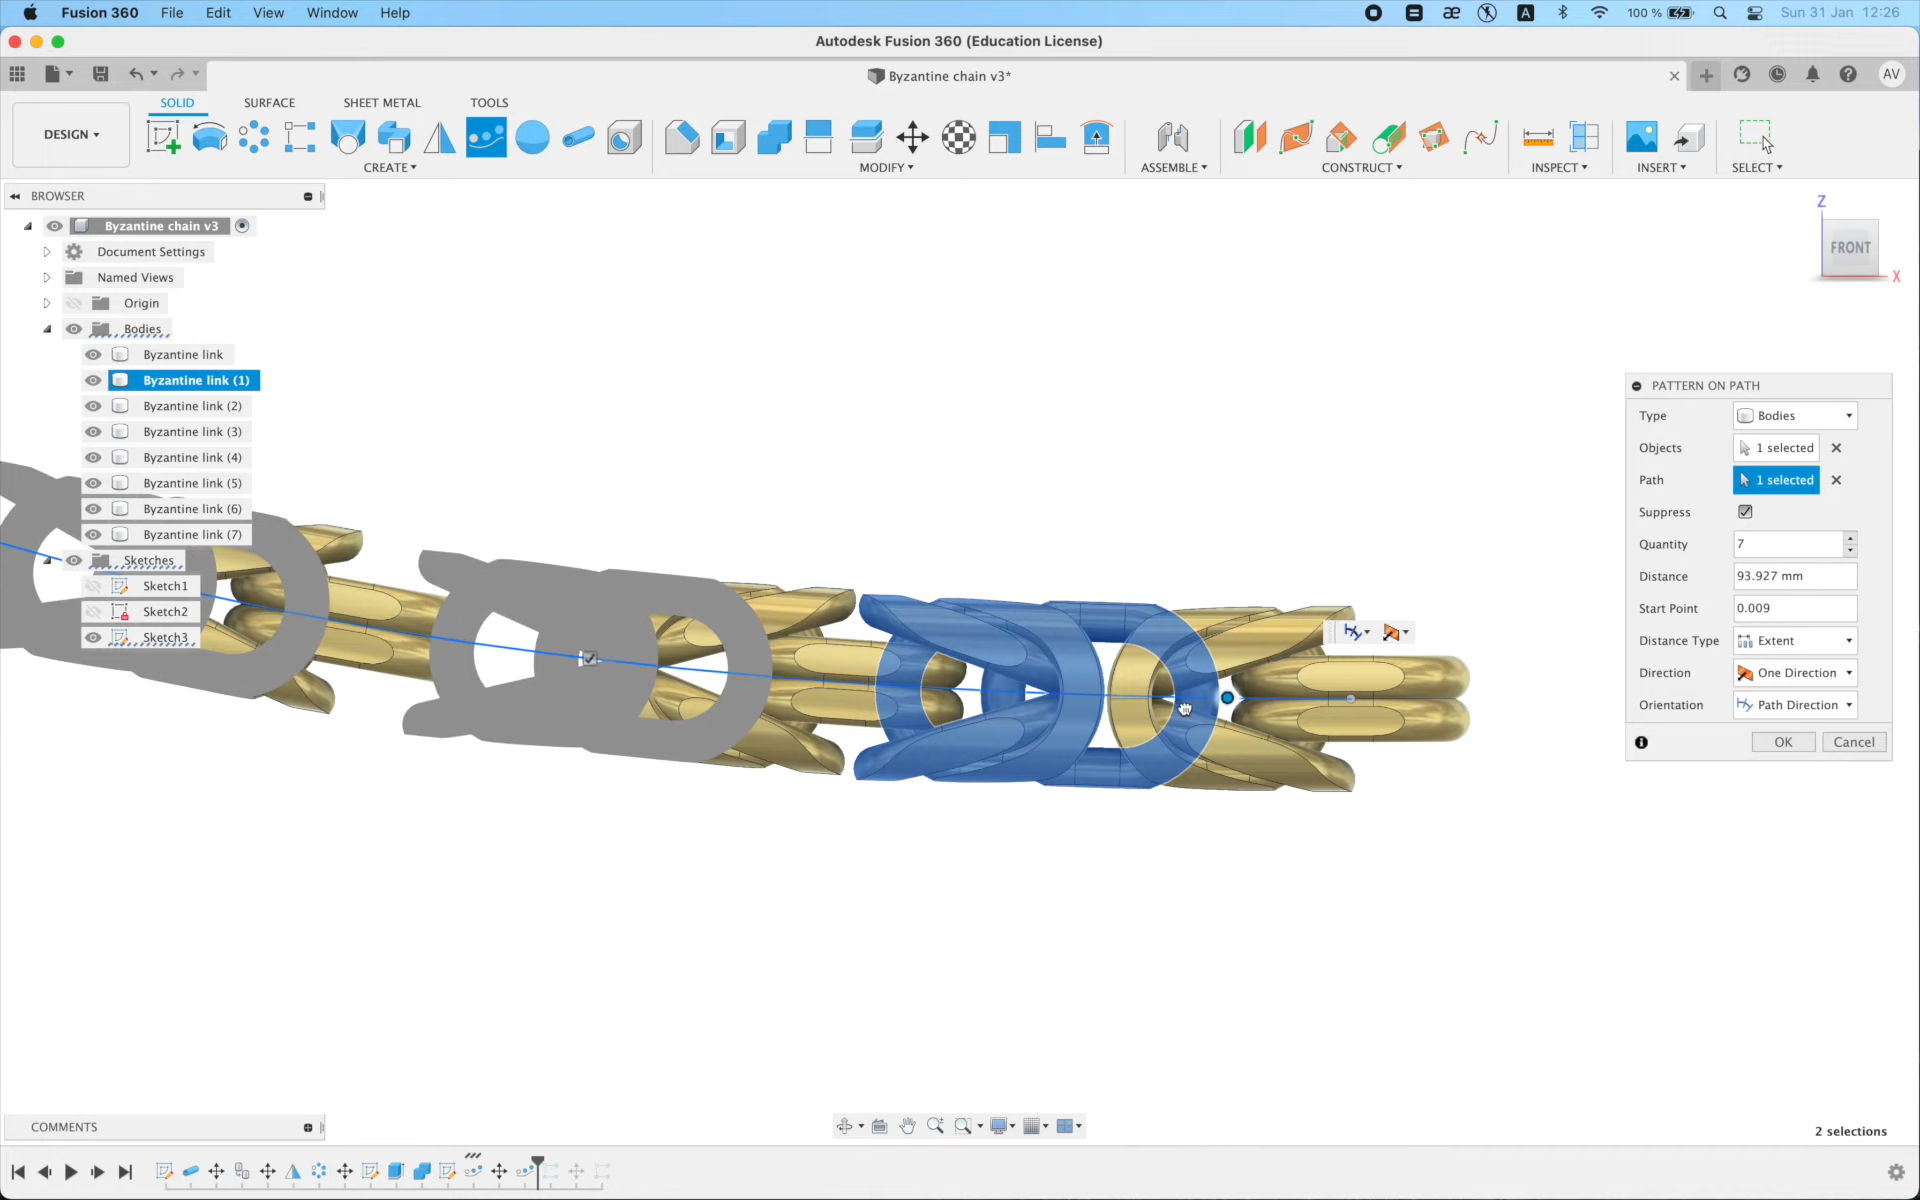 Fusion 360 File Edit View Window Help
æ A 100 % Sun 31 Jan 12:26
Autodesk Fusion 360 (Education License)
Byzantine chain v3*
AV
SOLID SURFACE SHEET METAL TOOLS
DESIGN
CREATE MODIFY ASSEMBLE CONSTRUCT INSPECT INSERT SELECT
BROWSER
Byzantine chain v3
Document Settings
Named Views
Origin
Bodies
Byzantine link
Byzantine link (1)
Byzantine link (2)
Byzantine link (3)
Byzantine link (4)
Byzantine link (5)
Byzantine link (6)
Byzantine link (7)
Sketches
Sketch1
Sketch2
Sketch3
Z
FRONT
X
PATTERN ON PATH
Type Bodies
Objects 1 selected
Path 1 selected
Suppress
Quantity 7
Distance 93.927 mm
Start Point 0.009
Distance Type Extent
Direction One Direction
Orientation Path Direction
OK Cancel
COMMENTS
2 selections